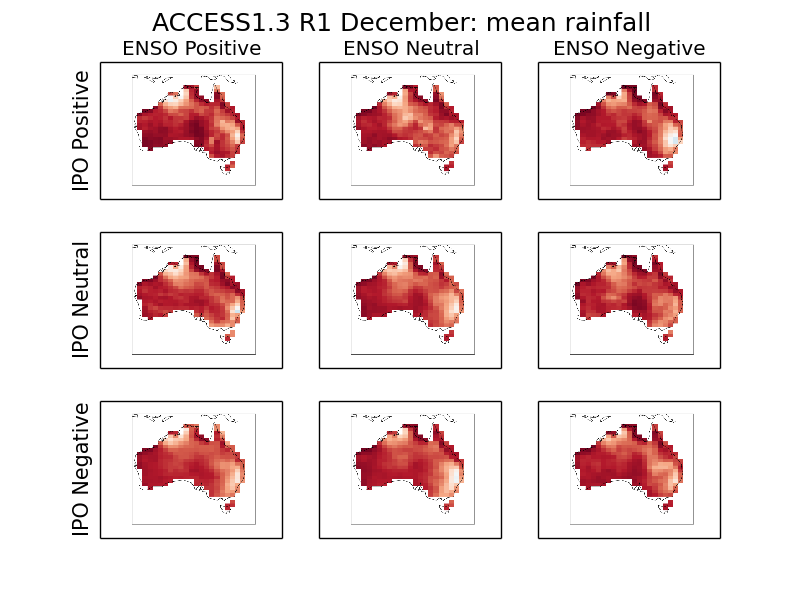 ACCESS1.3 R1 December: mean rainfall
ENSO Positive
ENSO Neutral
ENSO Negative
IPO Positive
IPO Neutral
IPO Negative